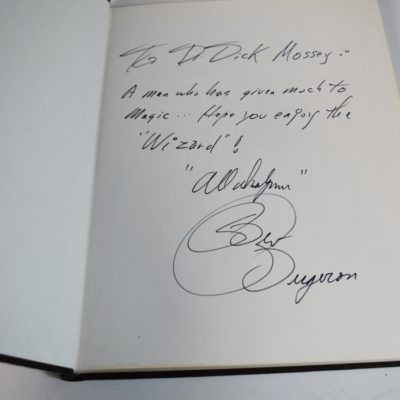 To Dr. Dick Mossey:
A man who has given much to
Magic... Hope you enjoy the
"Wizard"!
"Allakazam"
Bev Bergeron